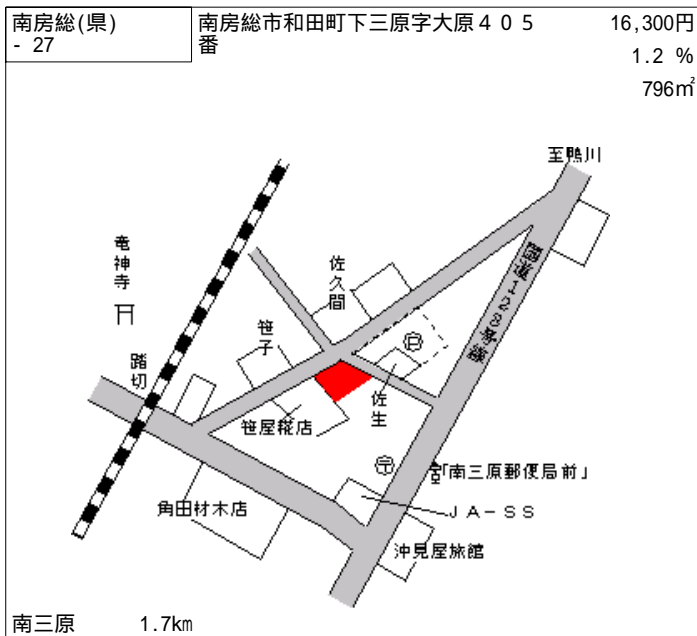 南房総(県)
- 27
南房総市和田町下三原字大原４０５
番
16,300円
1.2 %
796㎡
至鴨川
国道128号線
竜神寺
佐久間
笹子
踏切
笹屋糀店
佐生
「南三原郵便局前」
角田材木店
ＪＡ－ＳＳ
沖見屋旅館
南三原 1.7km